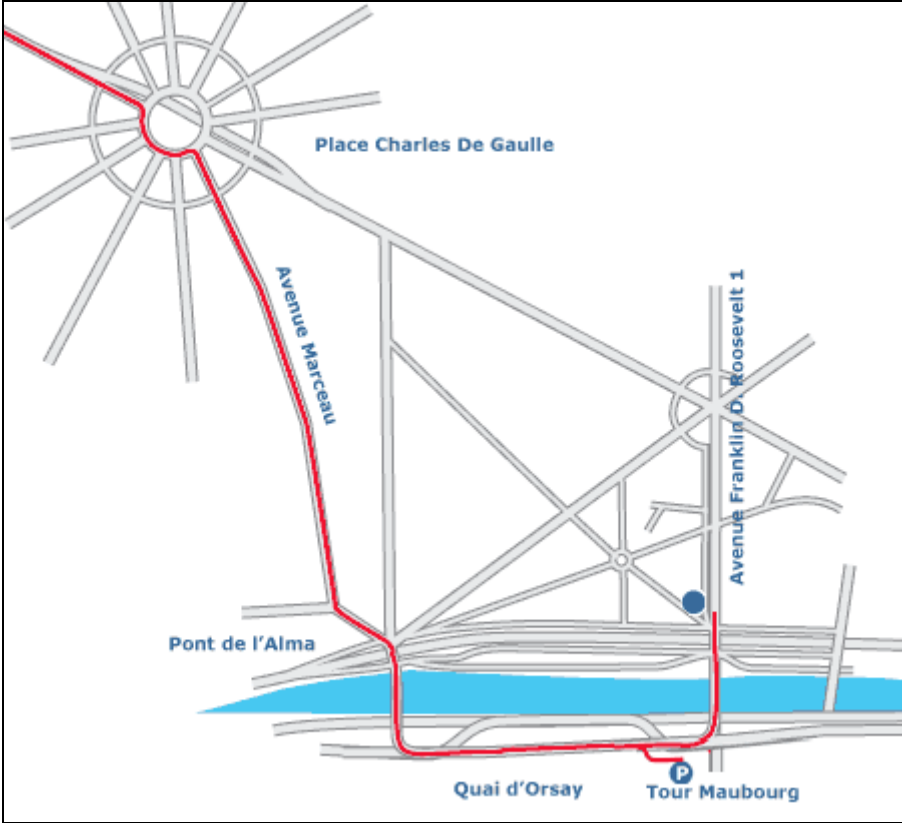 Place Charles De Gaulle
Avenue Marceau
Avenue Franklin D. Roosevelt 1
Pont de l'Alma
Quai d'Orsay
P
Tour Maubourg